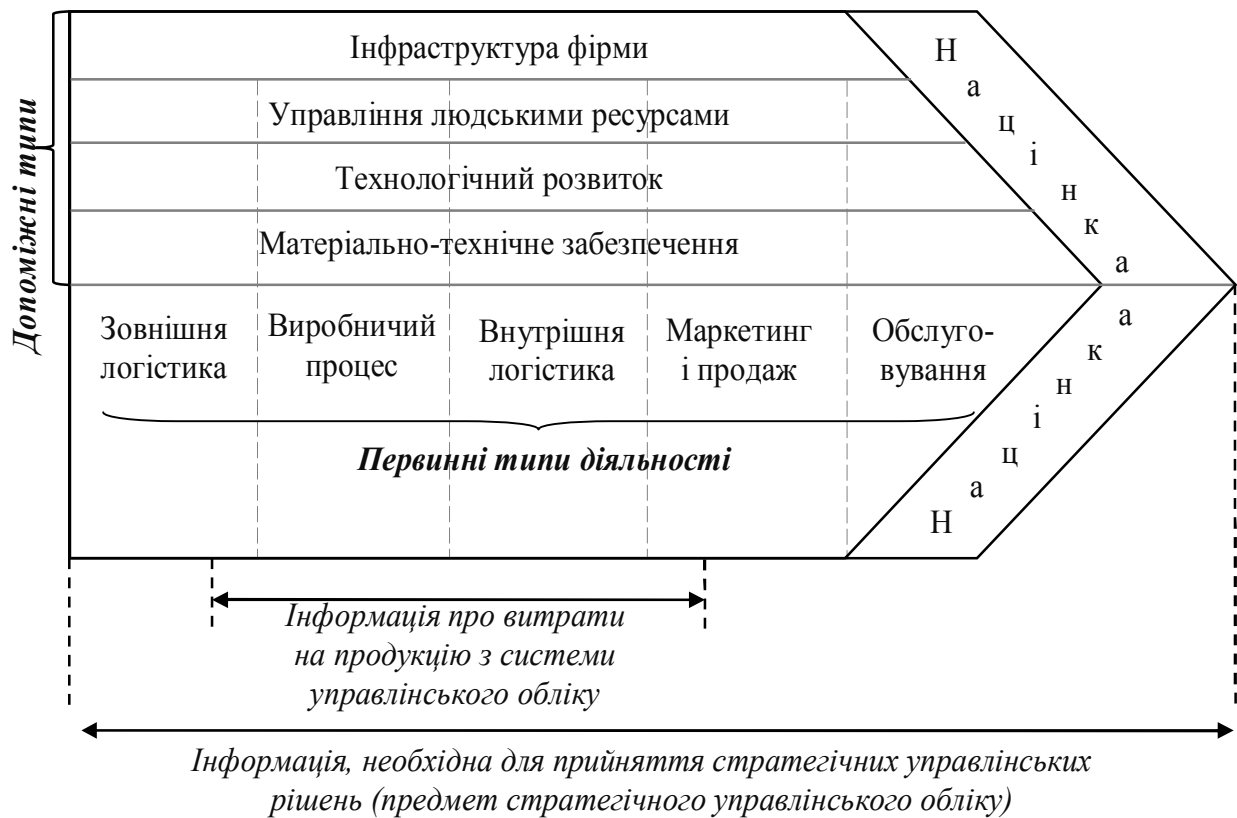 Допоміжні типи
Інфраструктура фірми
Управління людськими ресурсами
Технологічний розвиток
Матеріально-технічне забезпечення
Націнка
Зовнішня
логістика
Виробничий
процес
Внутрішня
логістика
Маркетинг
і продаж
Обслуго-
вування
Націнка
Первинні типи діяльності
Інформація про витрати
на продукцію з системи
управлінського обліку
Інформація, необхідна для прийняття стратегічних управлінських
рішень (предмет стратегічного управлінського обліку)